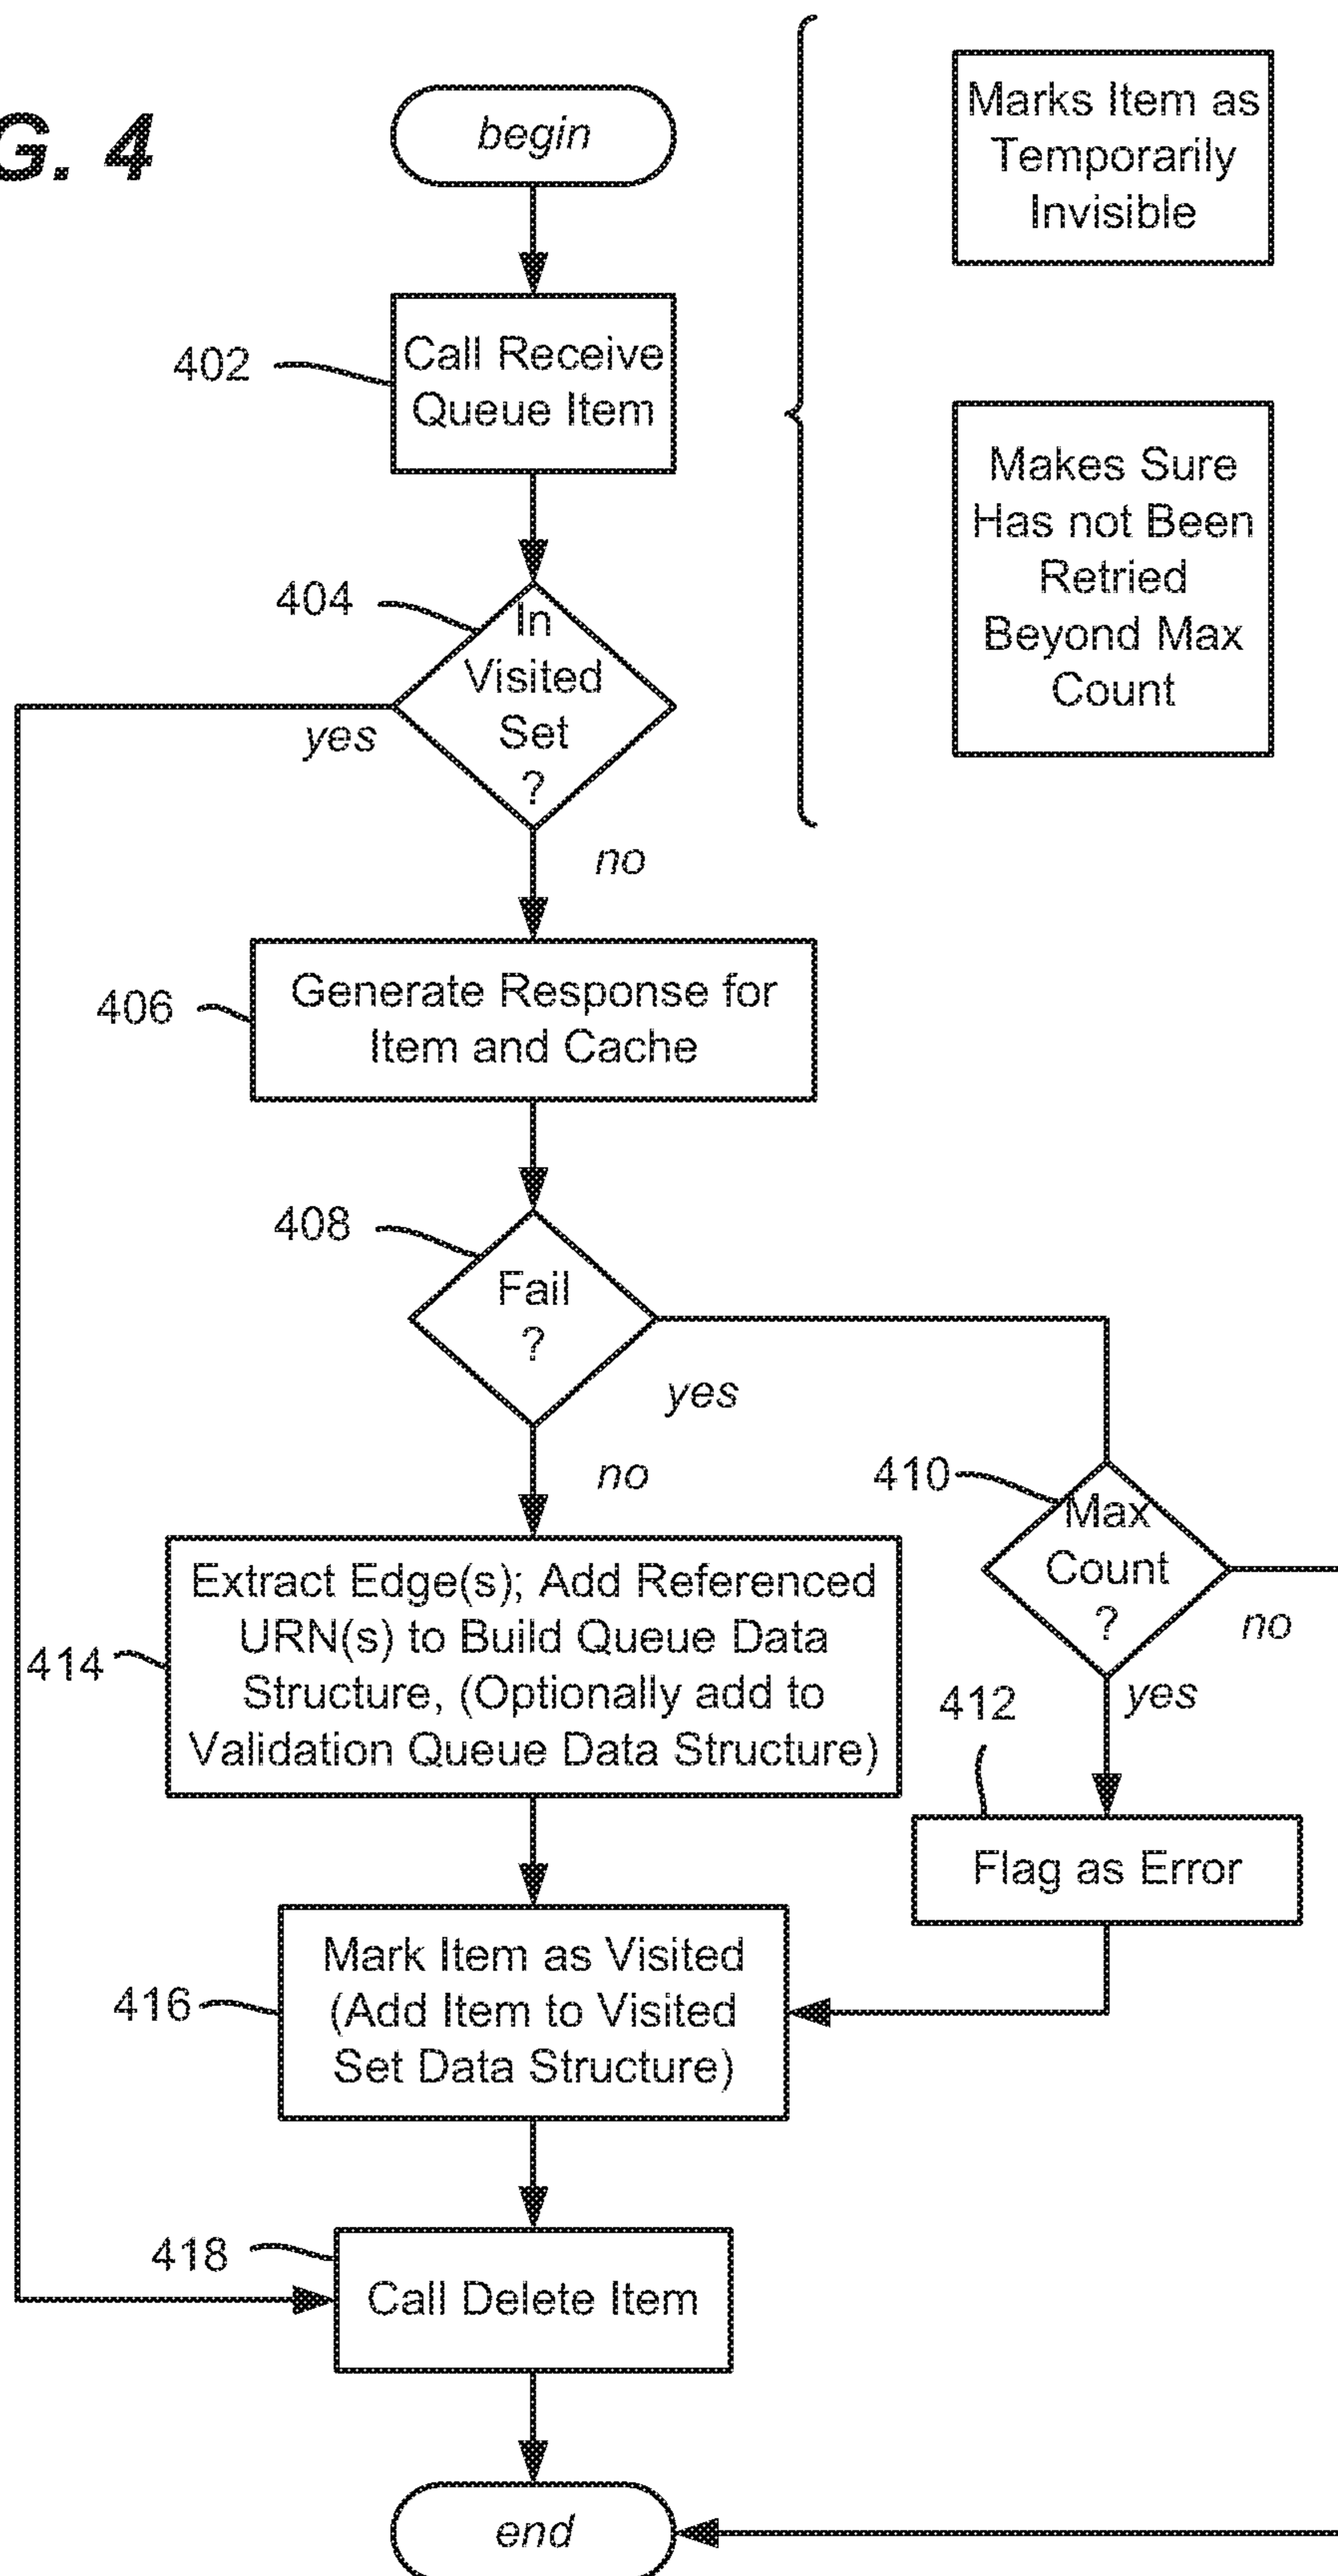 G. 4
begin
Marks Item as
Temporarily
Invisible
402
Call Receive
Queue Item
Makes Sure
Has not Been
Retried
Beyond Max
Count
404
In
Visited
Set
?
yes
no
406
Generate Response for
Item and Cache
408
Fail
?
yes
no
410
Max
Count
?
no
yes
414
Extract Edge(s); Add Referenced
URN(s) to Build Queue Data
Structure, (Optionally add to
Validation Queue Data Structure)
412
Flag as Error
416
Mark Item as Visited
(Add Item to Visited
Set Data Structure)
418
Call Delete Item
end